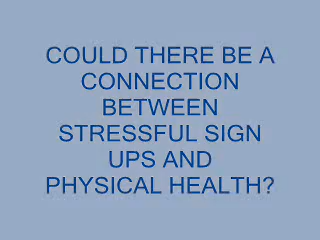 COULD THERE BE A
CONNECTION
BETWEEN
STRESSFUL SIGN
UPS AND
PHYSICAL HEALTH?